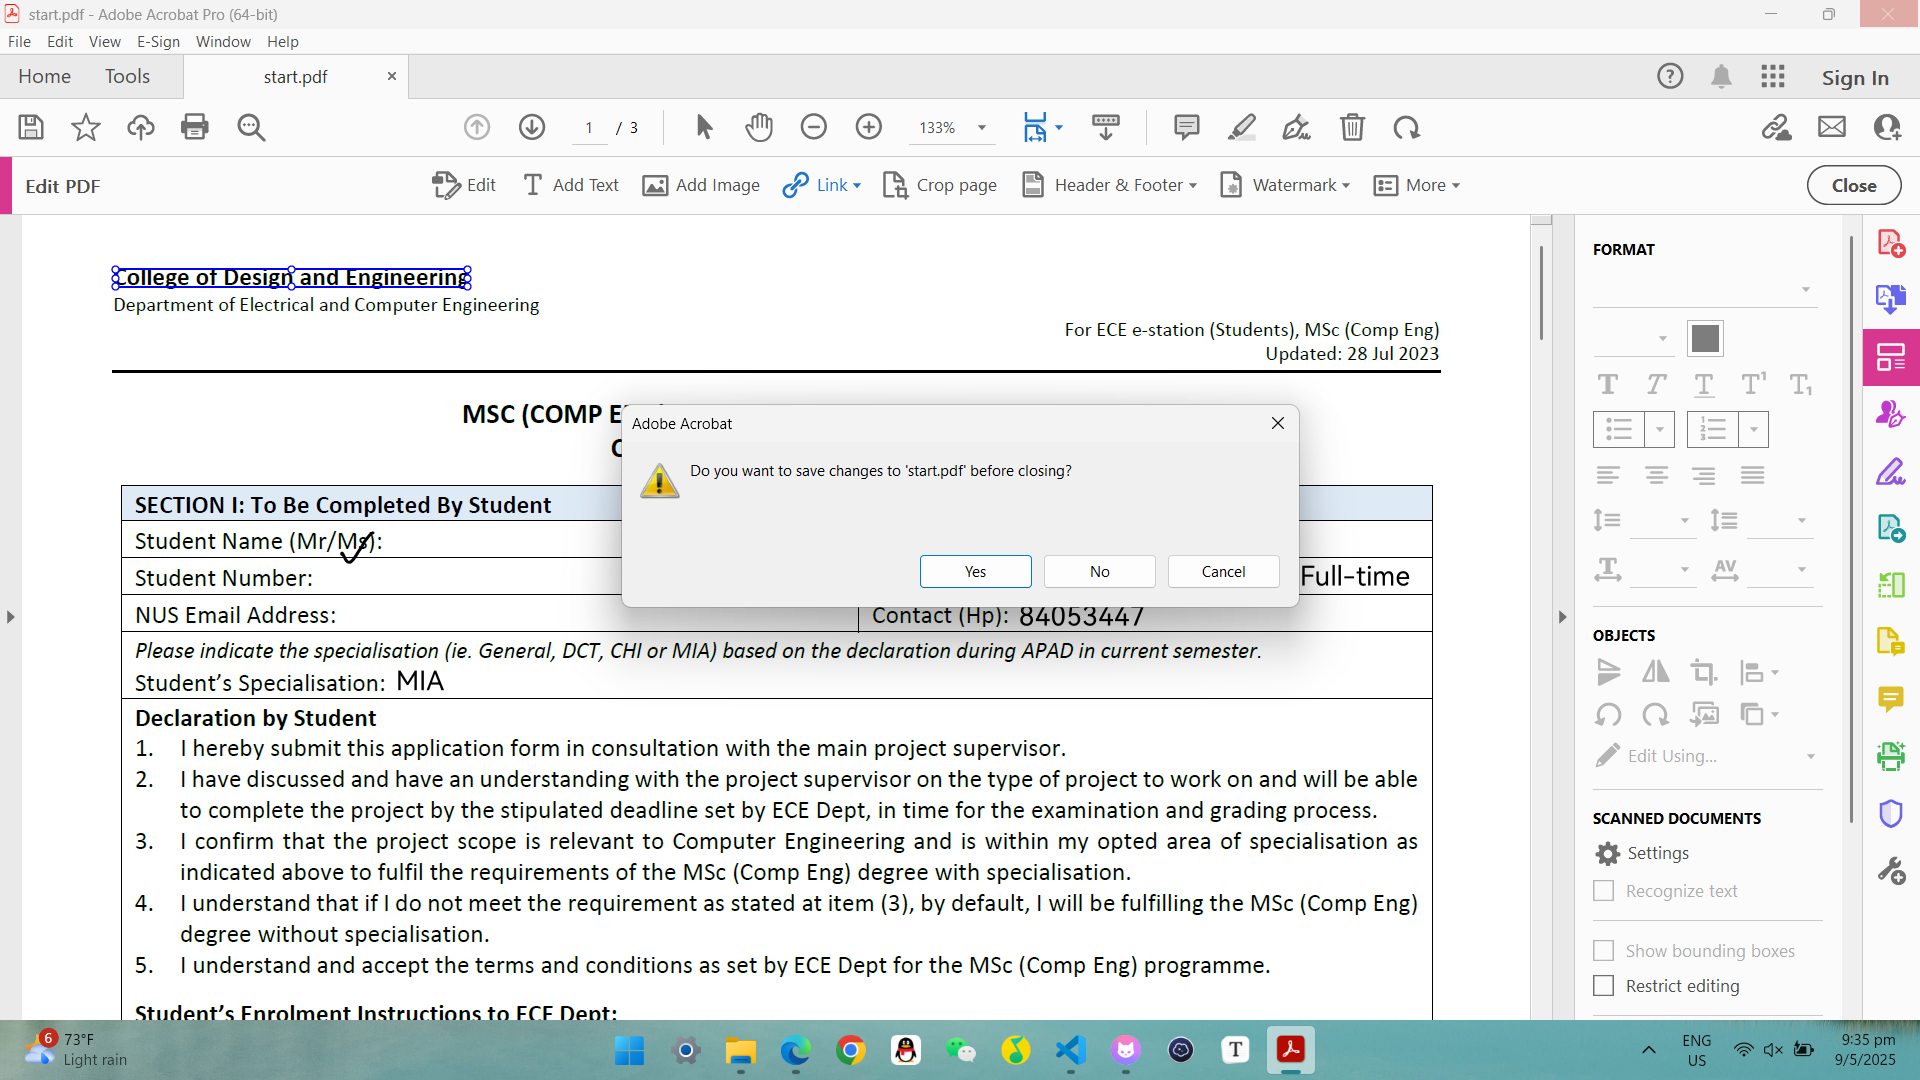 start.pdf - Adobe Acrobat Pro (64-bit)
File Edit View E-Sign Window Help
Home Tools start.pdf Sign In
1 / 3 133%
Edit PDF Edit Add Text Add Image Link Crop page Header & Footer Watermark More Close
College of Design and Engineering
Department of Electrical and Computer Engineering
For ECE e-station (Students), MSc (Comp Eng)
Updated: 28 Jul 2023
MSC (COMP E
Adobe Acrobat
Do you want to save changes to 'start.pdf' before closing?
Yes No Cancel
SECTION I: To Be Completed By Student
Student Name (Mr/Ms):
Student Number:
Full-time
NUS Email Address:
Contact (Hp): 84053447
Please indicate the specialisation (ie. General, DCT, CHI or MIA) based on the declaration during APAD in current semester.
Student's Specialisation: MIA
Declaration by Student
1. I hereby submit this application form in consultation with the main project supervisor.
2. I have discussed and have an understanding with the project supervisor on the type of project to work on and will be able
to complete the project by the stipulated deadline set by ECE Dept, in time for the examination and grading process.
3. I confirm that the project scope is relevant to Computer Engineering and is within my opted area of specialisation as
indicated above to fulfil the requirements of the MSc (Comp Eng) degree with specialisation.
4. I understand that if I do not meet the requirement as stated at item (3), by default, I will be fulfilling the MSc (Comp Eng)
degree without specialisation.
5. I understand and accept the terms and conditions as set by ECE Dept for the MSc (Comp Eng) programme.
Student's Enrolment Instructions to ECE Dept:
FORMAT
OBJECTS
Edit Using...
SCANNED DOCUMENTS
Settings
Recognize text
Show bounding boxes
Restrict editing
6
73°F
Light rain
ENG
US
9:35 pm
9/5/2025